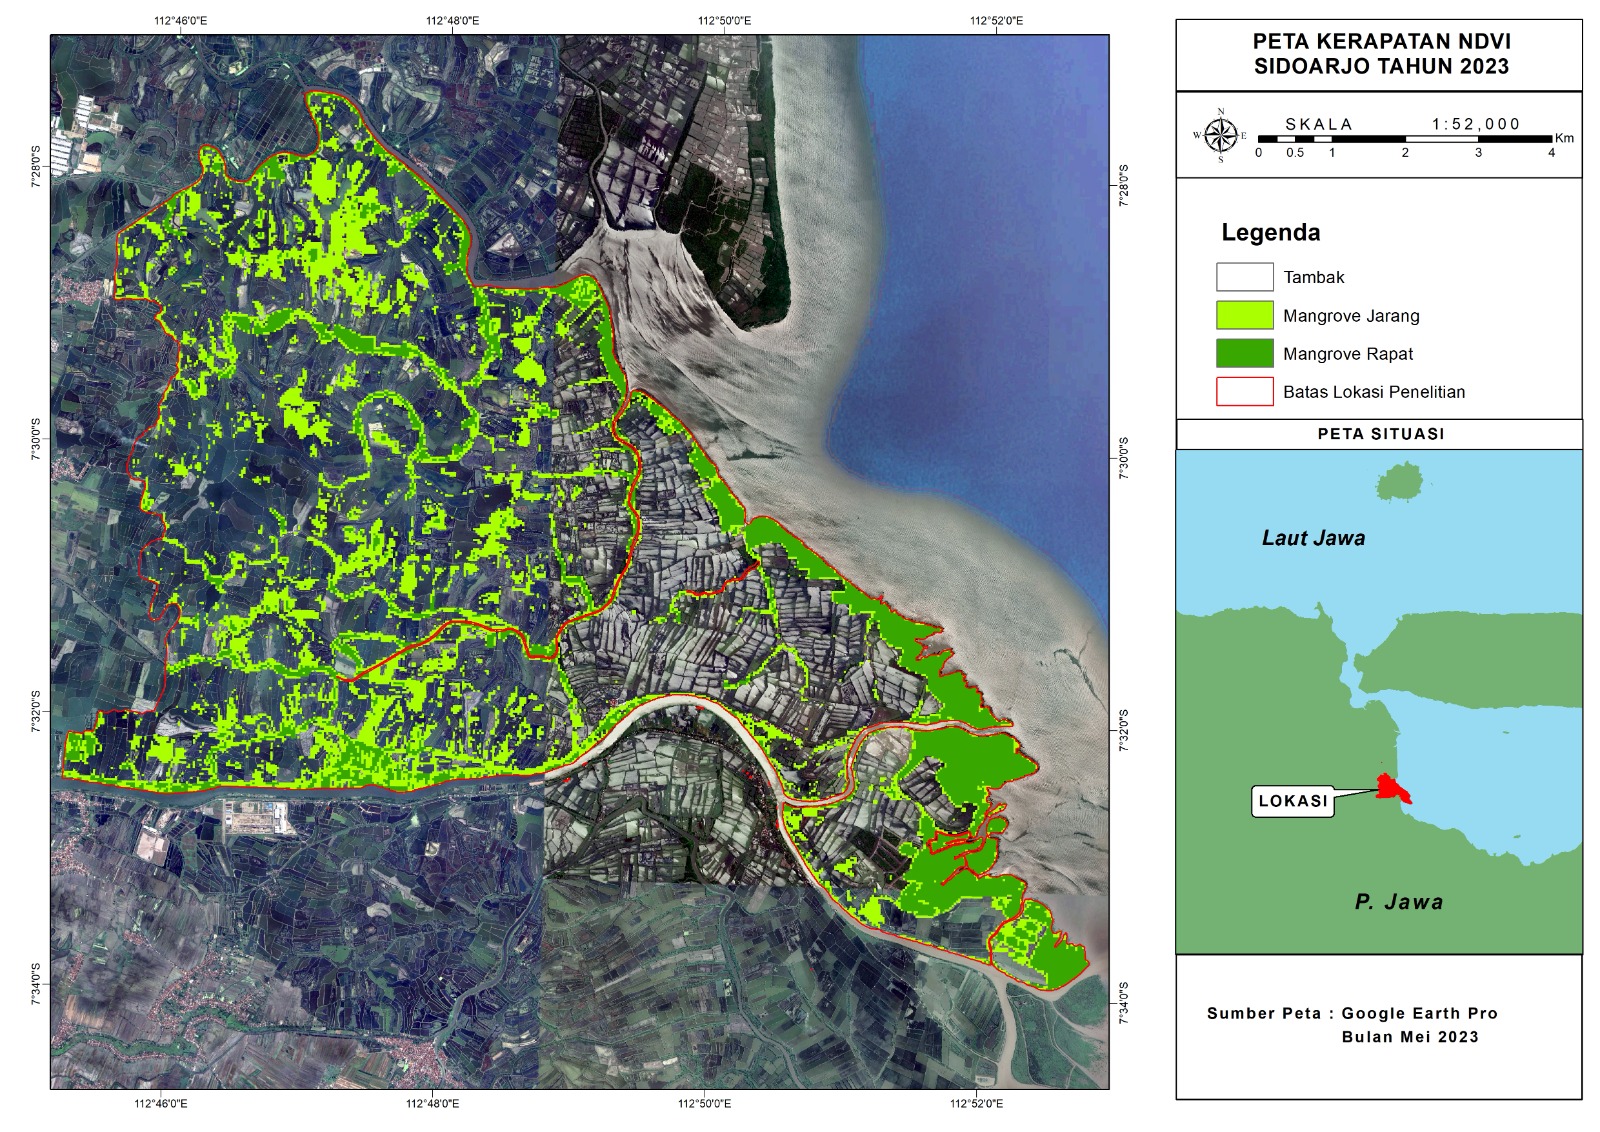 112°46'0"E
112°48'0"E
112°50'0"E
112°52'0"E
7°28'0"S
7°30'0"S
7°32'0"S
7°34'0"S
7°28'0"S
7°30'0"S
7°32'0"S
7°34'0"S
112°46'0"E
112°48'0"E
112°50'0"E
112°52'0"E
PETA KERAPATAN NDVI
SIDOARJO TAHUN 2023
N
W E
S
SKALA 1:52,000
Km
0 0.5 1 2 3 4
Legenda
Tambak
Mangrove Jarang
Mangrove Rapat
Batas Lokasi Penelitian
PETA SITUASI
Laut Jawa
LOKASI
P. Jawa
Sumber Peta : Google Earth Pro
Bulan Mei 2023